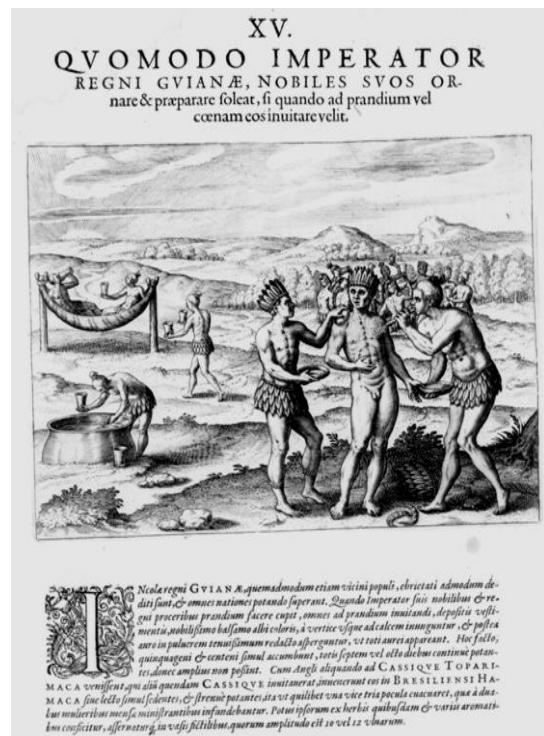 XV.
QVOMODO IMPERATOR
REGNI GVIANÆ, NOBILES SVOS OR-
nare & præparare soleat, si quando ad prandium vel
cœnam eos inuitare velit.
INcolæ regni GVIANÆ, quemadmodum etiam vicini populi, ebrietati admodum de-
diti sunt, & omnes nationes potando superant. Quando Imperator suis nobilibus & re-
gni proceribus prandium facere cupit, omnes ad prandium inuitandi, depositis vesti-
mentis, nobilissimo balsamo albi coloris, à vertice vsque ad calcem inunguntur, & postea
auro in puluerem tenuissimum redacto asperguntur, vt toti aurei appareant. Hoc facto,
quinquageni & centeni simul accumbunt, totis septem vel octo diebus continuè potan-
tes, donec amplius non possint. Cum Angli aliquando ad CASSIQVE TOPARI-
MACA venissent, qui aliū quendam CASSIQVE inuitauerat, inuenerunt eos in BRESILIENSI HA-
MACA siue lecto simul sedentes, & strenuè potantes, ita vt quilibet vna vice tria pocula euacuaret, quæ à dua-
bus mulieribus mensæ ministrantibus infundebantur. Potus ipsorum ex herbis quibusdam & variis aromati-
bus conficitur, asseruaturq; in vasis fictilibus, quorum amplitudo est 10 vel 12 vlnarum.